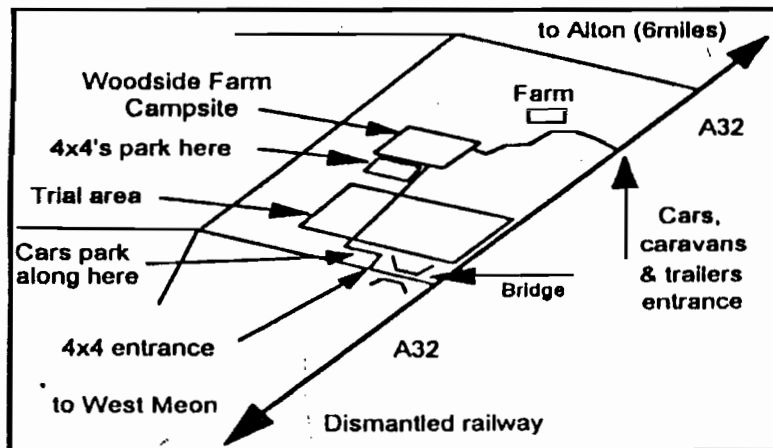 to Alton (6miles)
Woodside Farm
Campsite
Farm
4x4's park here
A32
Trial area
Cars,
caravans
& trailers
entrance
Cars park
along here
Bridge
4x4 entrance
A32
to West Meon
Dismantled railway